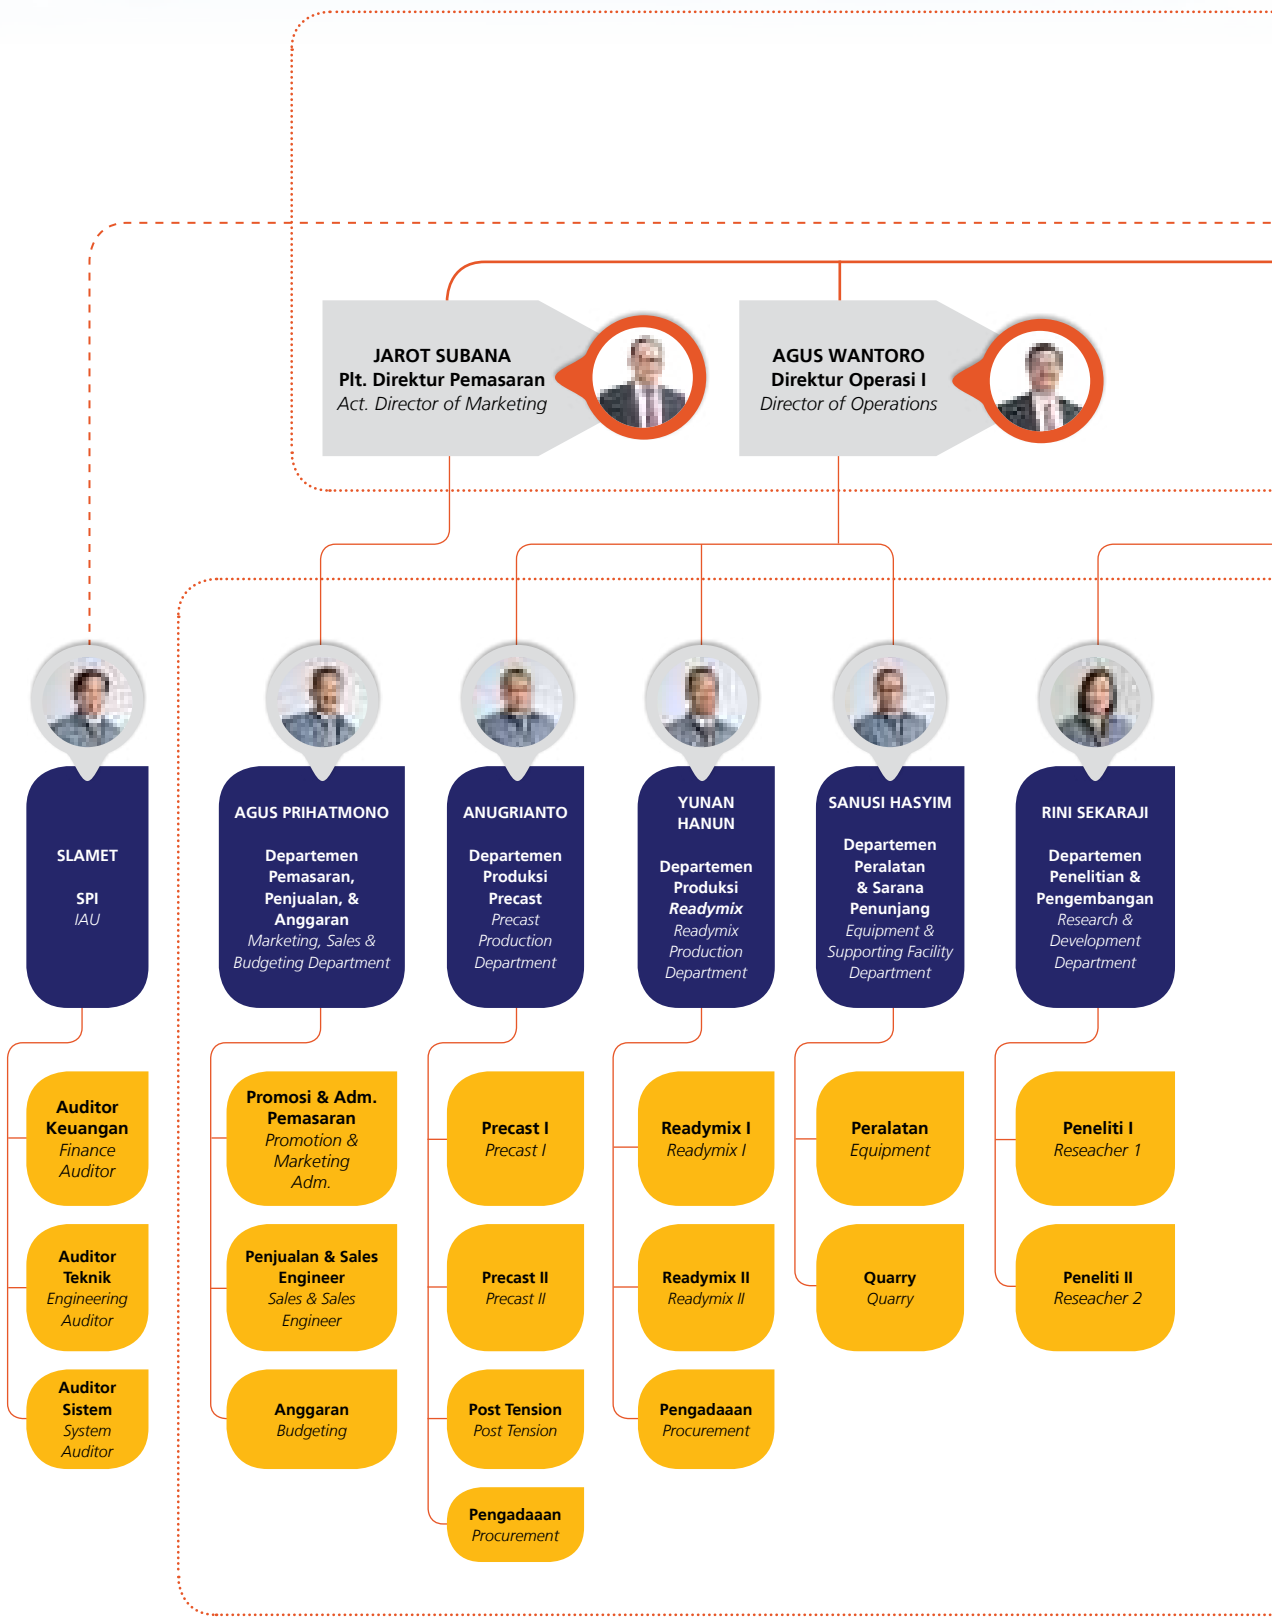 JAROT SUBANA
Plt. Direktur Pemasaran
Act. Director of Marketing
AGUS WANTORO
Direktur Operasi I
Director of Operations
SLAMET
SPI
IAU
AGUS PRIHATMONO
Departemen
Pemasaran,
Penjualan, &
Anggaran
Marketing, Sales &
Budgeting Department
ANUGRIANTO
Departemen
Produksi
Precast
Precast
Production
Department
YUNAN
HANUN
Departemen
Produksi
Readymix
Readymix
Production
Department
SANUSI HASYIM
Departemen
Peralatan
& Sarana
Penunjang
Equipment &
Supporting Facility
Department
RINI SEKARAJI
Departemen
Penelitian &
Pengembangan
Research &
Development
Department
Auditor
Keuangan
Finance
Auditor
Auditor
Teknik
Engineering
Auditor
Auditor
Sistem
System
Auditor
Promosi & Adm.
Pemasaran
Promotion &
Marketing
Adm.
Penjualan & Sales
Engineer
Sales & Sales
Engineer
Anggaran
Budgeting
Precast I
Precast I
Precast II
Precast II
Post Tension
Post Tension
Pengadaaan
Procurement
Readymix I
Readymix I
Readymix II
Readymix II
Pengadaaan
Procurement
Peralatan
Equipment
Quarry
Quarry
Peneliti I
Reseacher 1
Peneliti II
Reseacher 2